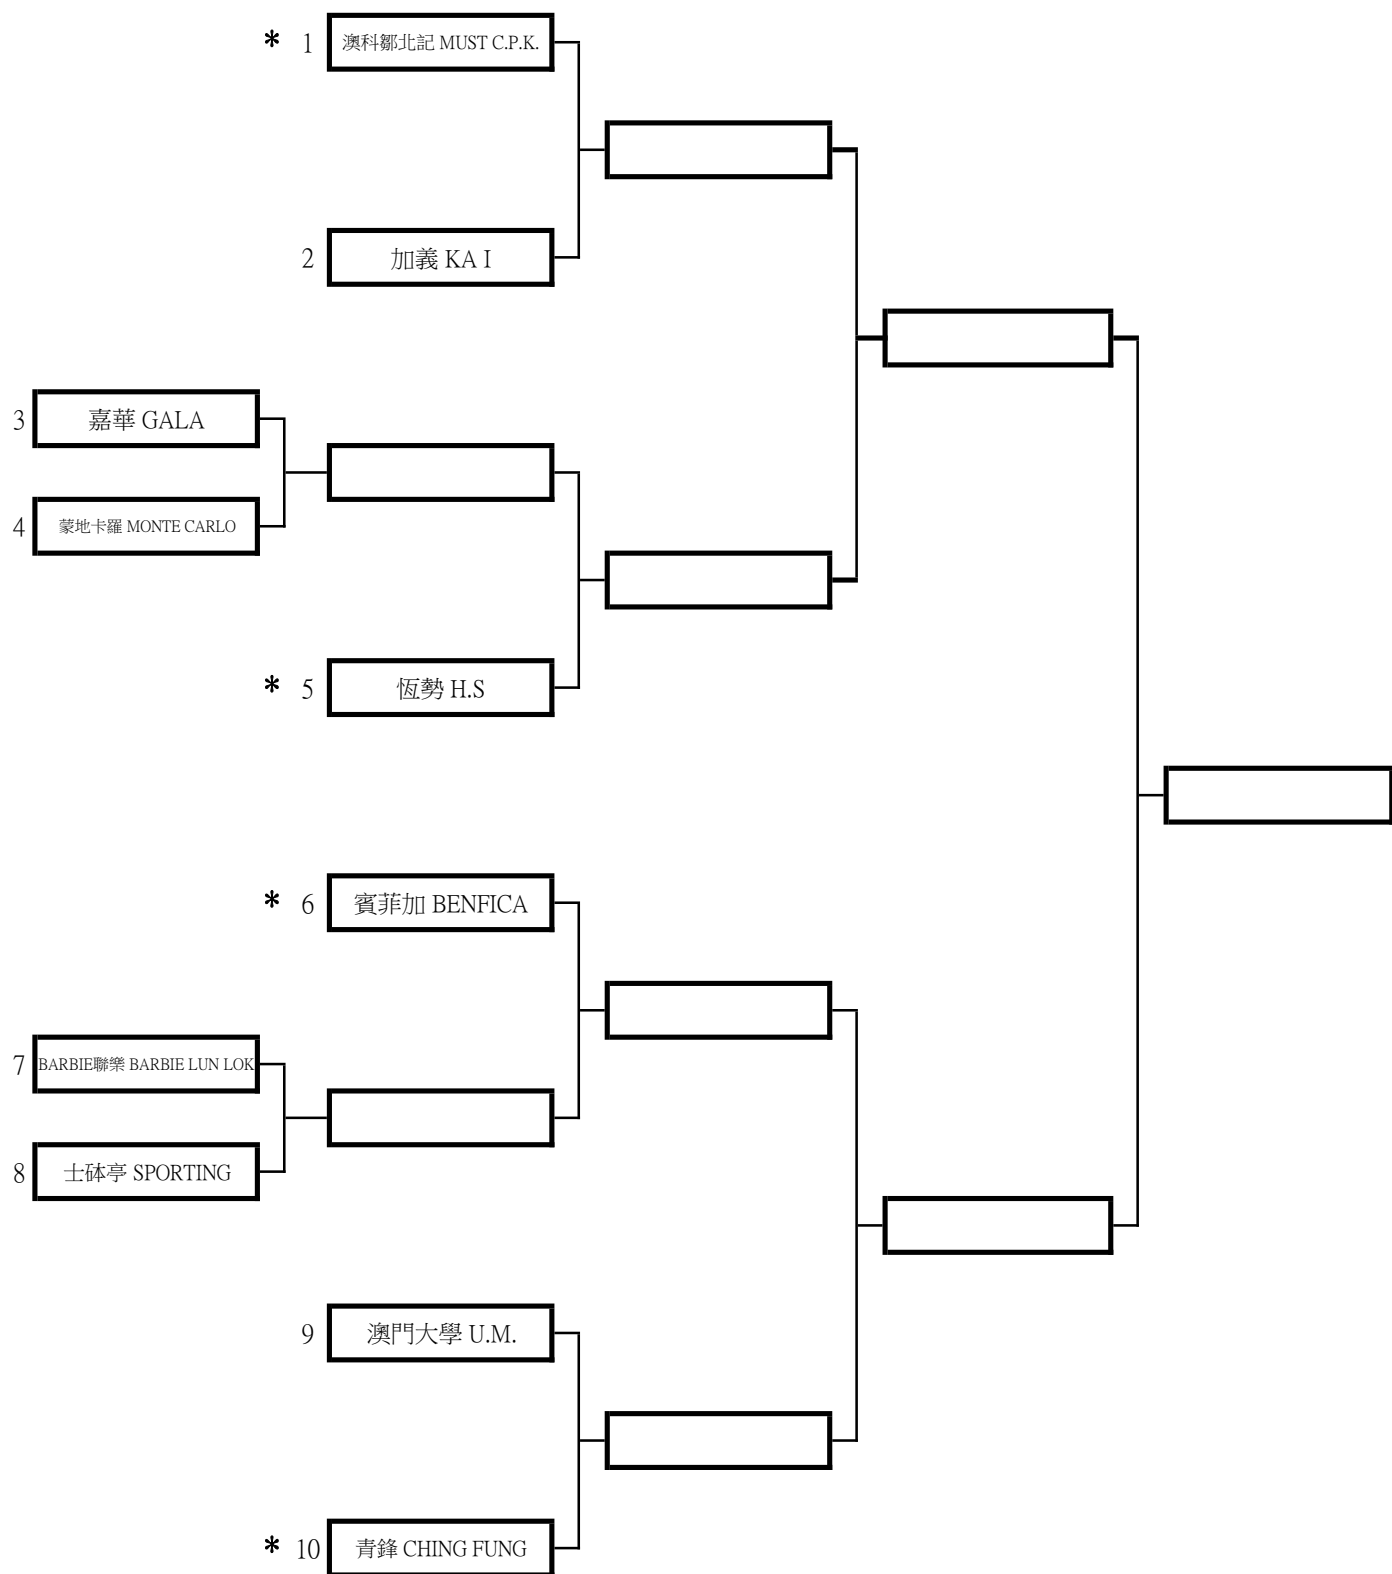 * 1 澳科鄒北記 MUST C.P.K.
2 加義 KA I
3 嘉華 GALA
4 蒙地卡羅 MONTE CARLO
* 5 恆勢 H.S
* 6 賓菲加 BENFICA
7 BARBIE聯樂 BARBIE LUN LOK
8 士砵亭 SPORTING
9 澳門大學 U.M.
* 10 青鋒 CHING FUNG